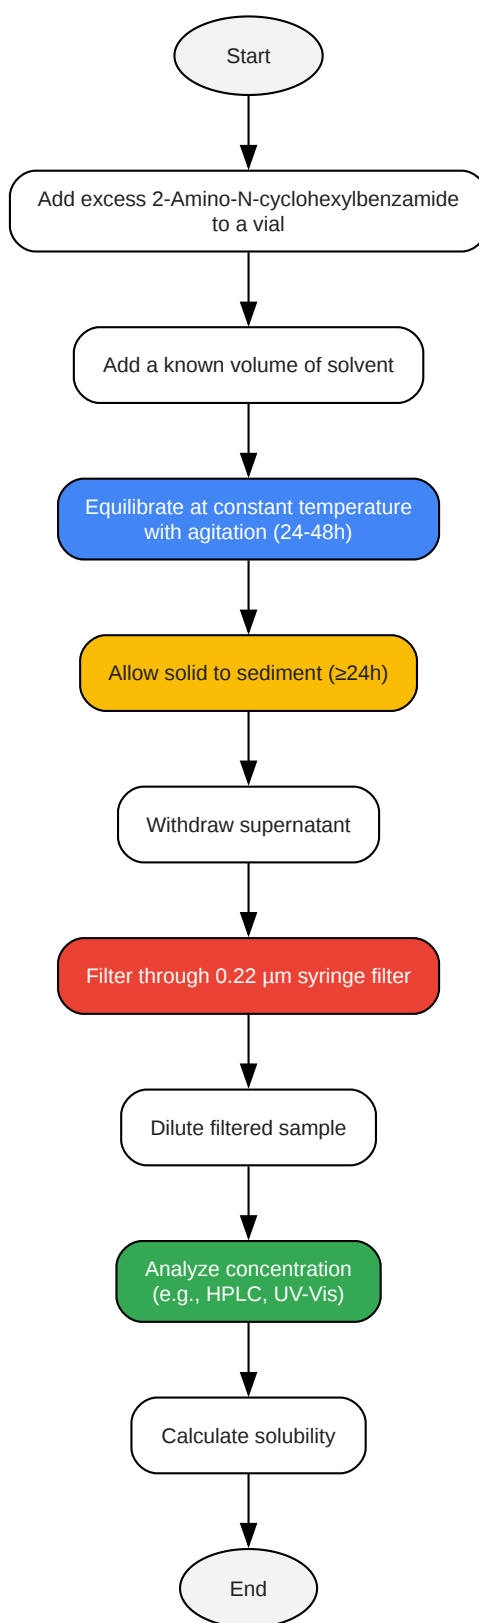 Start
Add excess 2-Amino-N-cyclohexylbenzamide
to a vial
Add a known volume of solvent
Equilibrate at constant temperature
with agitation (24-48h)
Allow solid to sediment (≥24h)
Withdraw supernatant
Filter through 0.22 µm syringe filter
Dilute filtered sample
Analyze concentration
(e.g., HPLC, UV-Vis)
Calculate solubility
End